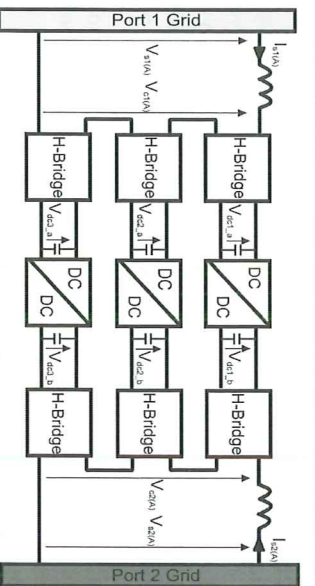 Port 1 Grid
I_s1(A)
V_s1(A) V_c1(A)
H-Bridge
H-Bridge
H-Bridge
V_dc3_a
V_dc2_a
V_dc1_a
DC
DC
DC
DC
DC
DC
V_dc3_b
V_dc2_b
V_dc1_b
H-Bridge
H-Bridge
H-Bridge
V_c2(A) V_s2(A)
I_s2(A)
Port 2 Grid